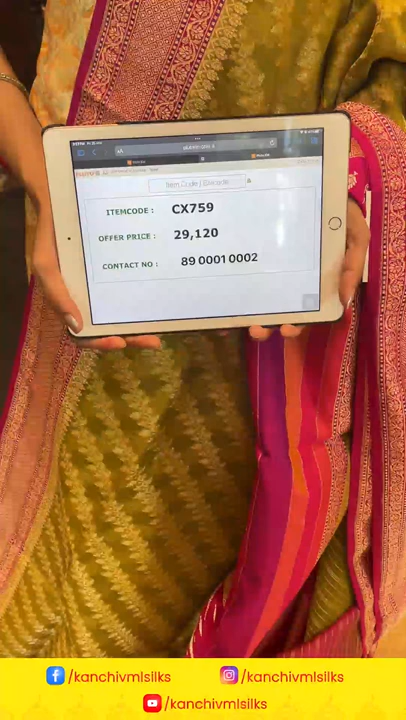 Item Code | Barcode
ITEMCODE : CX759
OFFER PRICE : 29,120
CONTACT NO : 89 0001 0002
/kanchivmlsilks /kanchivmlsilks
/kanchivmlsilks